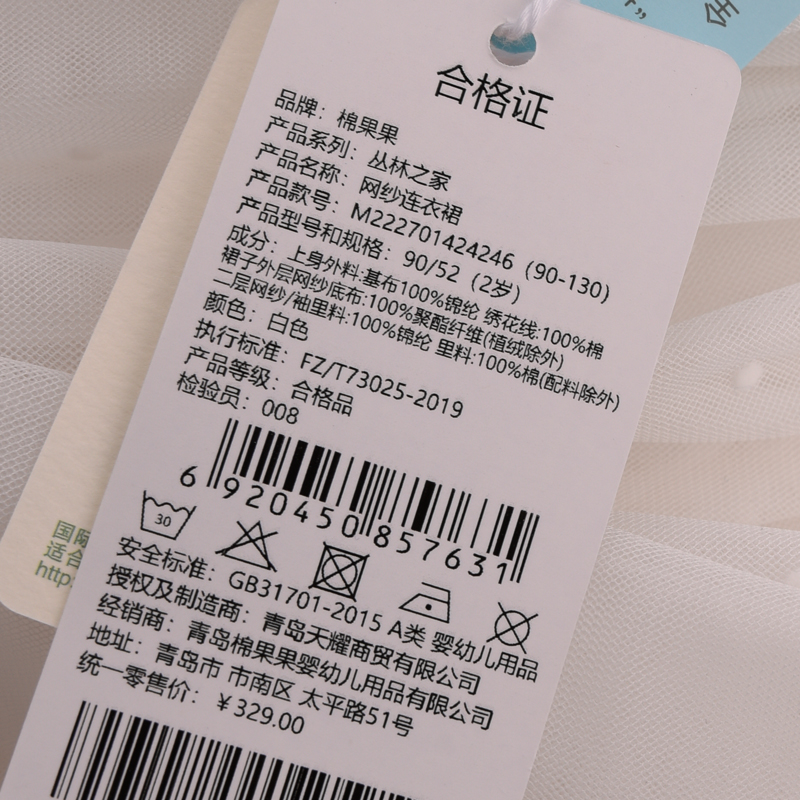 合格证
品牌：棉果果
产品系列：丛林之家
产品名称：网纱连衣裙
产品款号：M222701424246（90-130）
产品型号和规格：90/52（2岁）
成分：上身外料:基布100%锦纶 绣花线:100%棉
裙子外层网纱底布:100%聚酯纤维(植绒除外)
二层网纱/袖里料:100%锦纶 里料:100%棉(配料除外)
颜色：白色
执行标准：FZ/T73025-2019
产品等级：合格品
检验员：008
6 920450 857631
30
安全标准：GB31701-2015 A类 婴幼儿用品
授权及制造商：青岛天耀商贸有限公司
经销商：青岛棉果果婴幼儿用品有限公司
地址：青岛市 市南区 太平路51号
统一零售价：￥329.00
国际
适合
http: